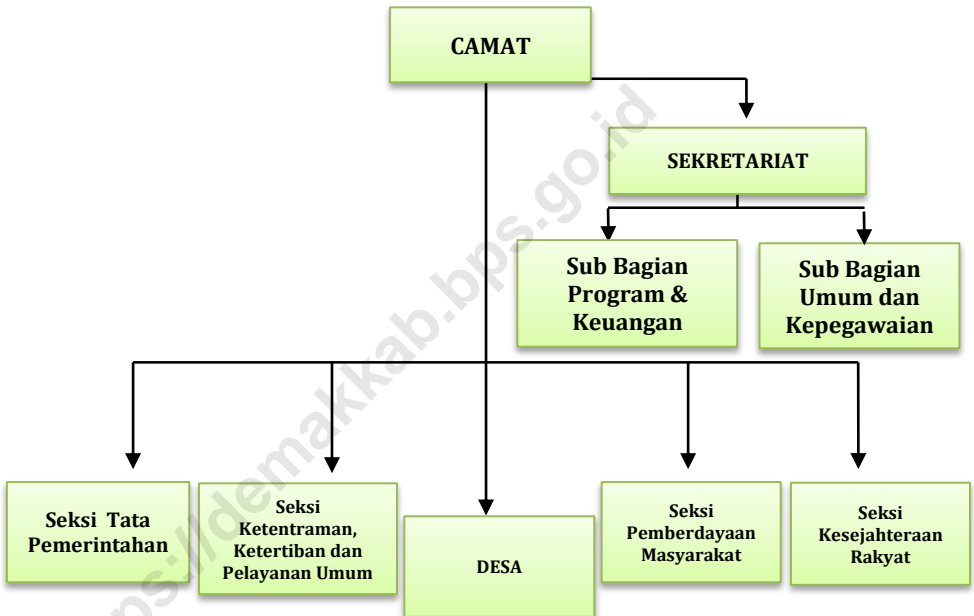 CAMAT
SEKRETARIAT
Sub Bagian
Program &
Keuangan
Sub Bagian
Umum dan
Kepegawaian
Seksi Tata
Pemerintahan
Seksi
Ketentraman,
Ketertiban dan
Pelayanan Umum
DESA
Seksi
Pemberdayaan
Masyarakat
Seksi
Kesejahteraan
Rakyat
ps://demakkab.bps.go.id